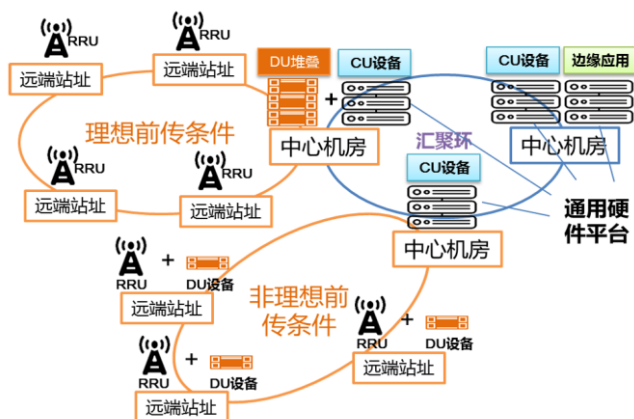 RRU
远端站址
RRU
远端站址
DU堆叠
+
CU设备
中心机房
CU设备
边缘应用
中心机房
理想前传条件
汇聚环
CU设备
中心机房
通用硬
件平台
RRU
远端站址
RRU
远端站址
+
RRU
DU设备
远端站址
非理想前
传条件
+
RRU
DU设备
远端站址
+
RRU
DU设备
远端站址